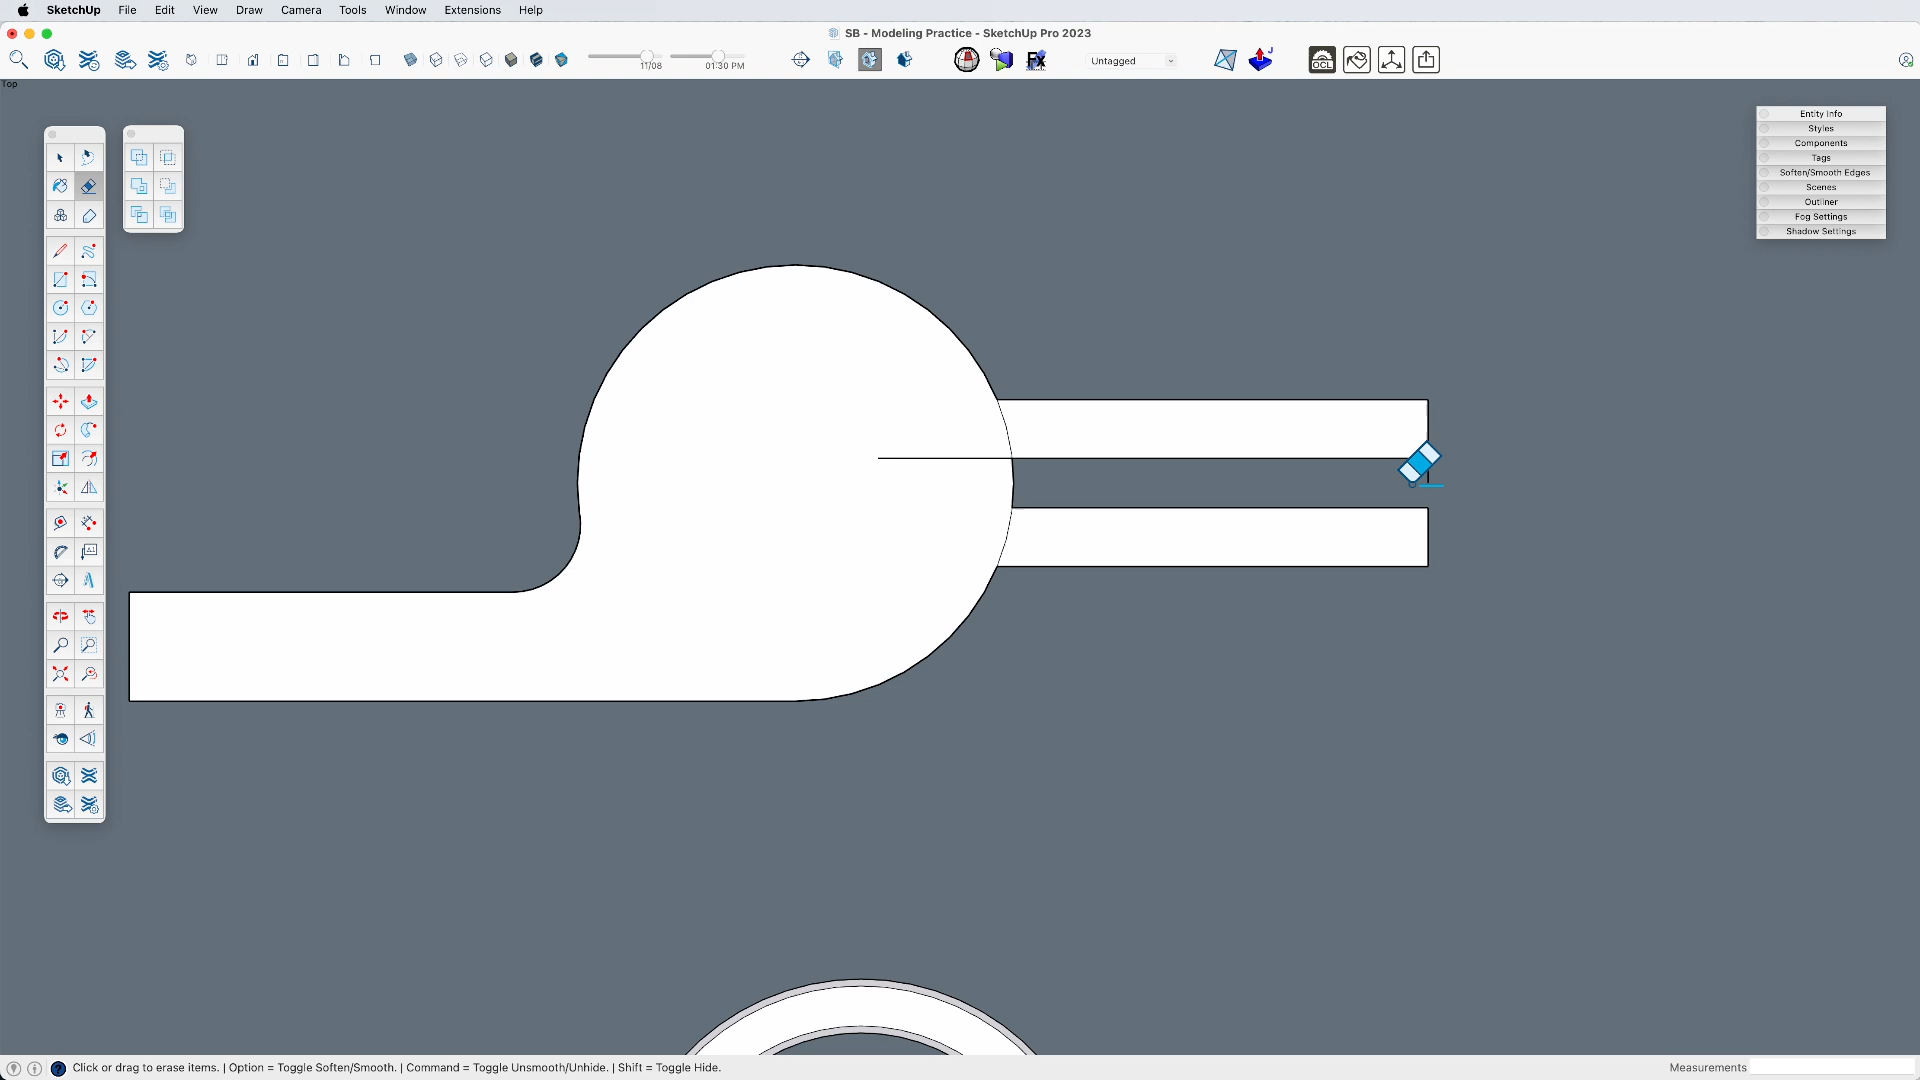 SketchUp File Edit View Draw Camera Tools Window Extensions Help
SB - Modeling Practice - SketchUp Pro 2023
11/08 01:30 PM
Untagged
OCL
Top
Entity Info
Styles
Components
Tags
Soften/Smooth Edges
Scenes
Outliner
Fog Settings
Shadow Settings
Click or drag to erase items. | Option = Toggle Soften/Smooth. | Command = Toggle Unsmooth/Unhide. | Shift = Toggle Hide.
Measurements